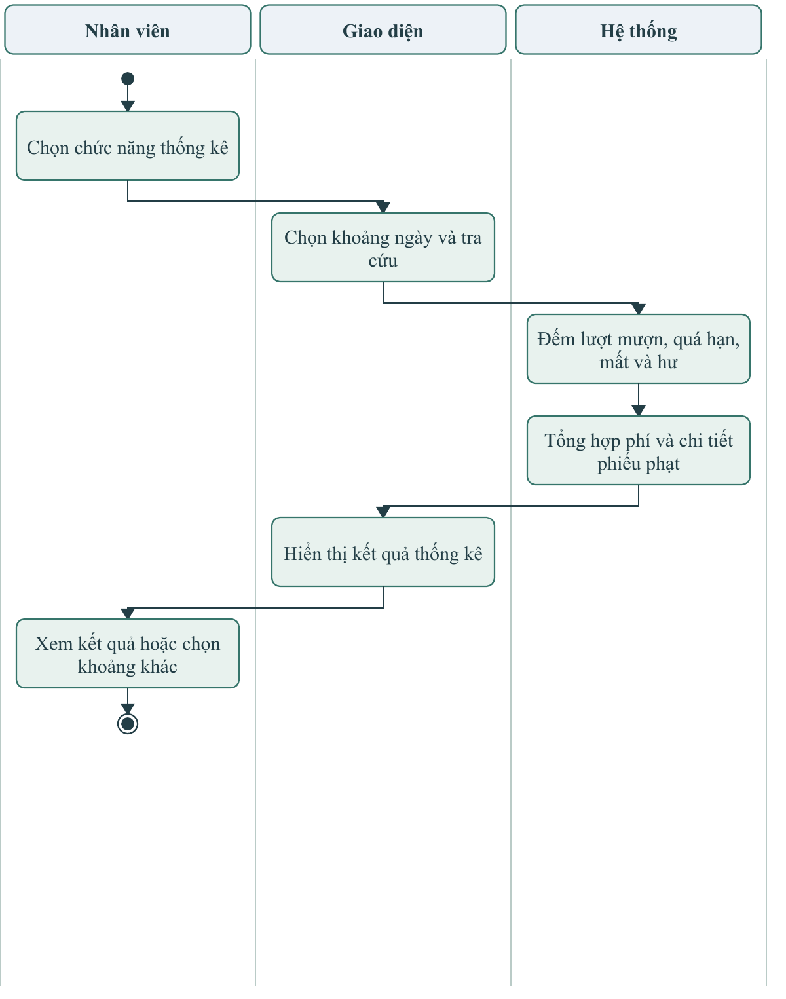 Nhân viên
Giao diện
Hệ thống
Chọn chức năng thống kê
Chọn khoảng ngày và tra
cứu
Đếm lượt mượn, quá hạn,
mất và hư
Tổng hợp phí và chi tiết
phiếu phạt
Hiển thị kết quả thống kê
Xem kết quả hoặc chọn
khoảng khác